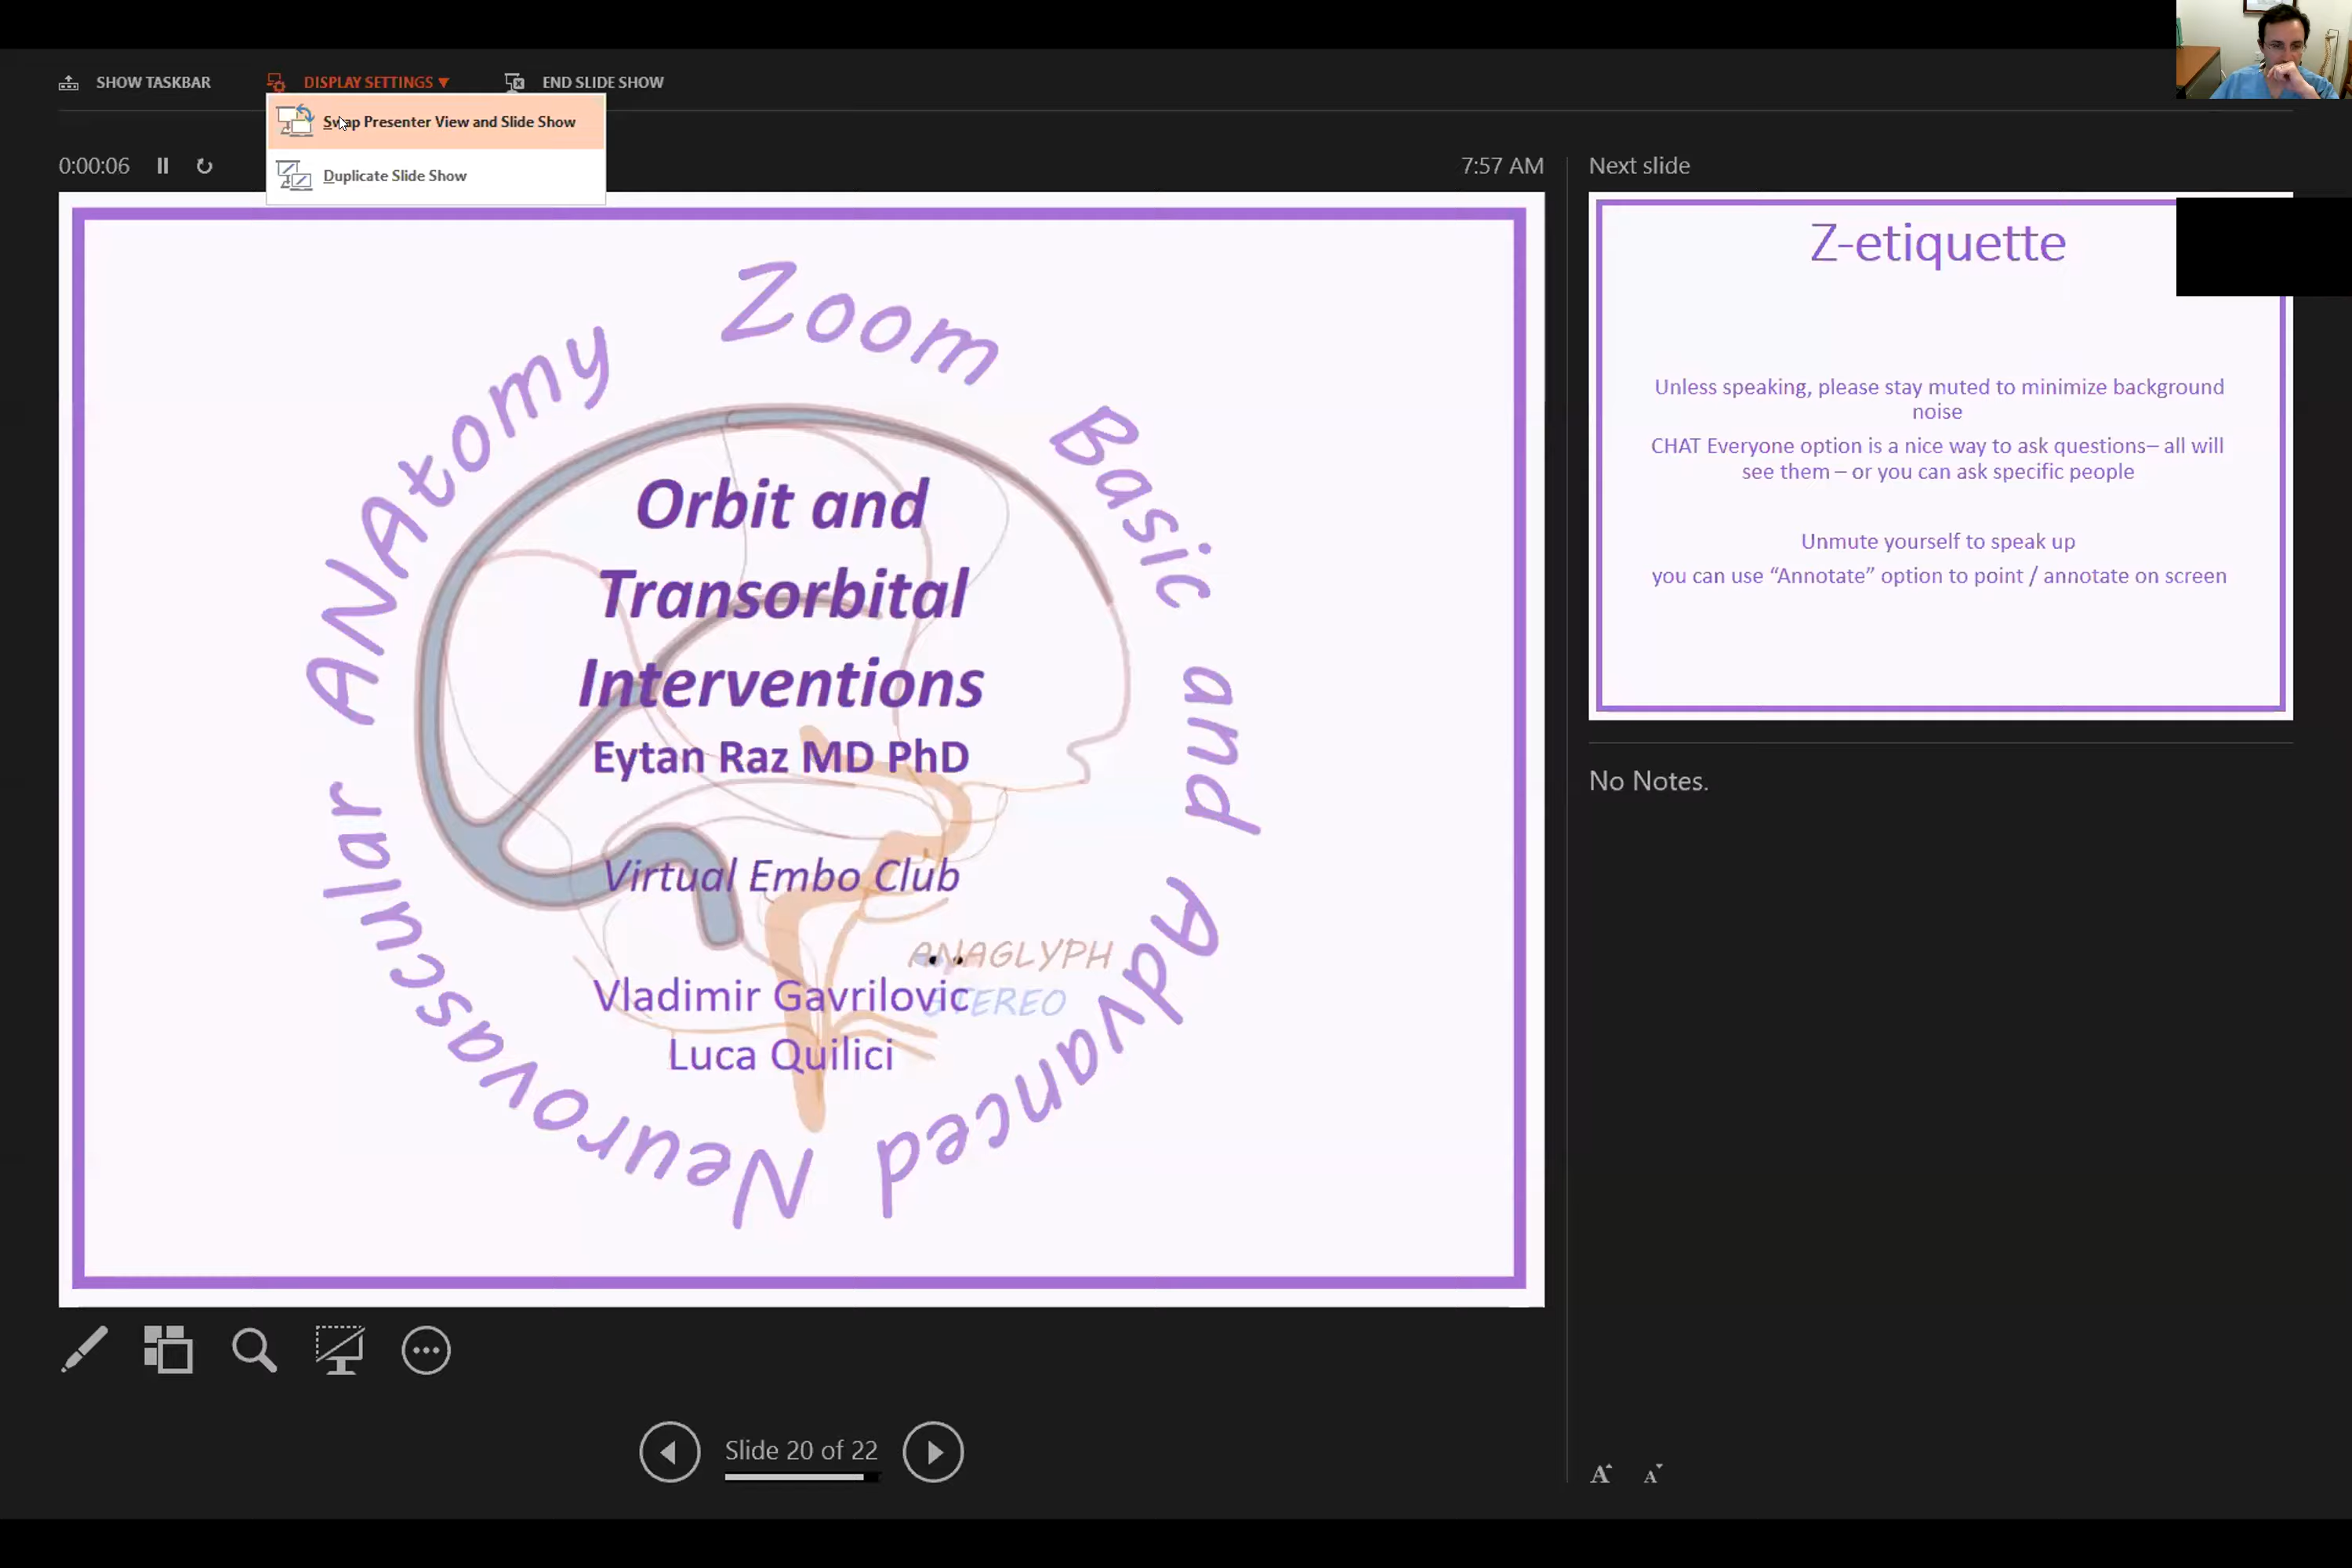 SHOW TASKBAR
DISPLAY SETTINGS ▼
END SLIDE SHOW
Swap Presenter View and Slide Show
Duplicate Slide Show
0:00:06
7:57 AM
Next slide
Neurovascular ANAtomy Zoom Basic and Advanced
Orbit and
Transorbital
Interventions
Eytan Raz MD PhD
Virtual Embo Club
ANAGLYPH
STEREO
Vladimir Gavrilovic
Luca Quilici
Z-etiquette
Unless speaking, please stay muted to minimize background
noise
CHAT Everyone option is a nice way to ask questions– all will
see them – or you can ask specific people
Unmute yourself to speak up
you can use “Annotate” option to point / annotate on screen
No Notes.
Slide 20 of 22
A A